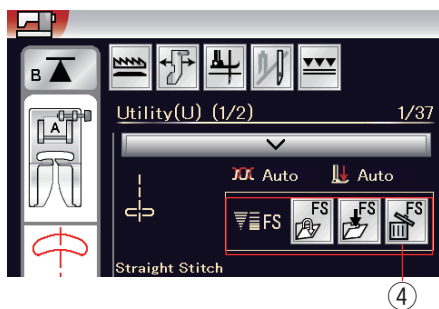 B
Utility(U) (1/2) 1/37
A
Auto Auto
FS FS FS FS
Straight Stitch
④